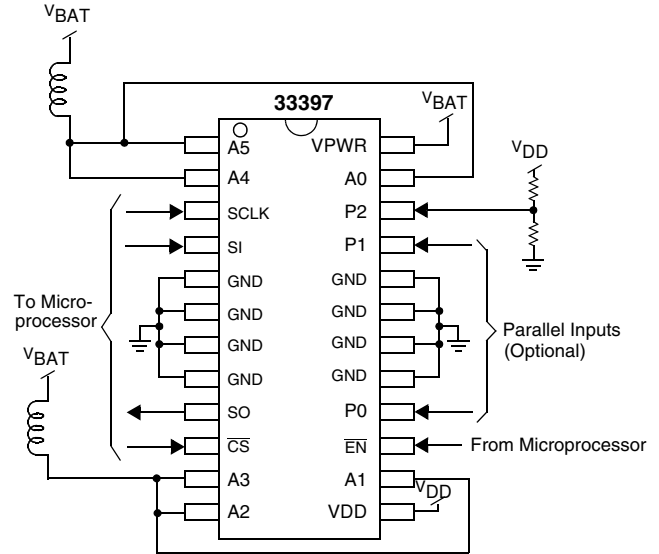 VBAT
33397
VBAT
VDD
A5
VPWR
A4
A0
SCLK
P2
SI
P1
GND
GND
GND
GND
GND
GND
GND
GND
To Micro-
processor
Parallel Inputs
(Optional)
VBAT
SO
P0
CS
EN
From Microprocessor
A3
A1
VDD
A2
VDD